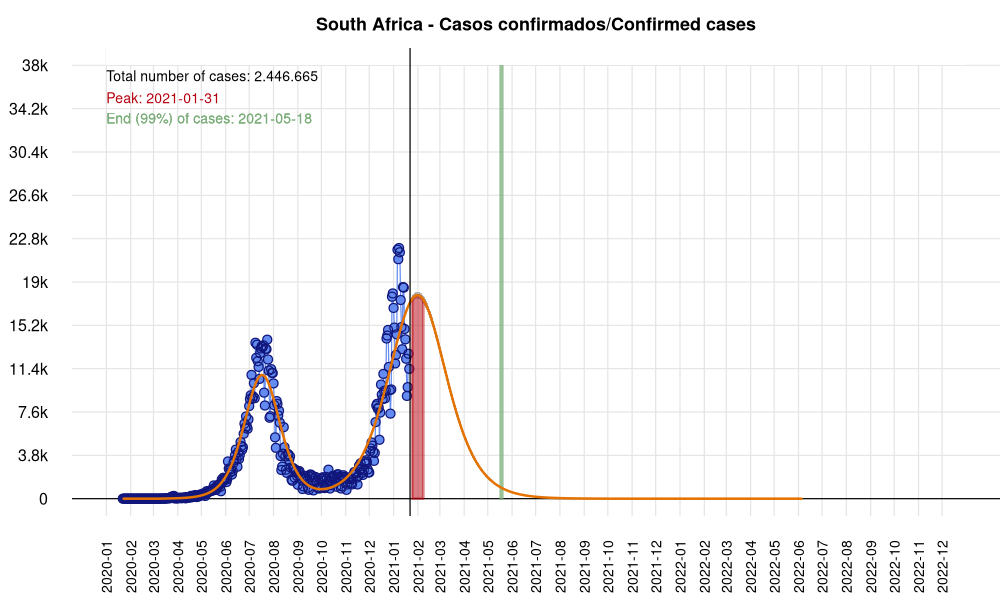 South Africa - Casos confirmados/Confirmed cases
Total number of cases: 2.446.665
Peak: 2021-01-31
End (99%) of cases: 2021-05-18
38k
34.2k
30.4k
26.6k
22.8k
19k
15.2k
11.4k
7.6k
3.8k
0
2020-01
2020-02
2020-03
2020-04
2020-05
2020-06
2020-07
2020-08
2020-09
2020-10
2020-11
2020-12
2021-01
2021-02
2021-03
2021-04
2021-05
2021-06
2021-07
2021-08
2021-09
2021-10
2021-11
2021-12
2022-01
2022-02
2022-03
2022-04
2022-05
2022-06
2022-07
2022-08
2022-09
2022-10
2022-11
2022-12